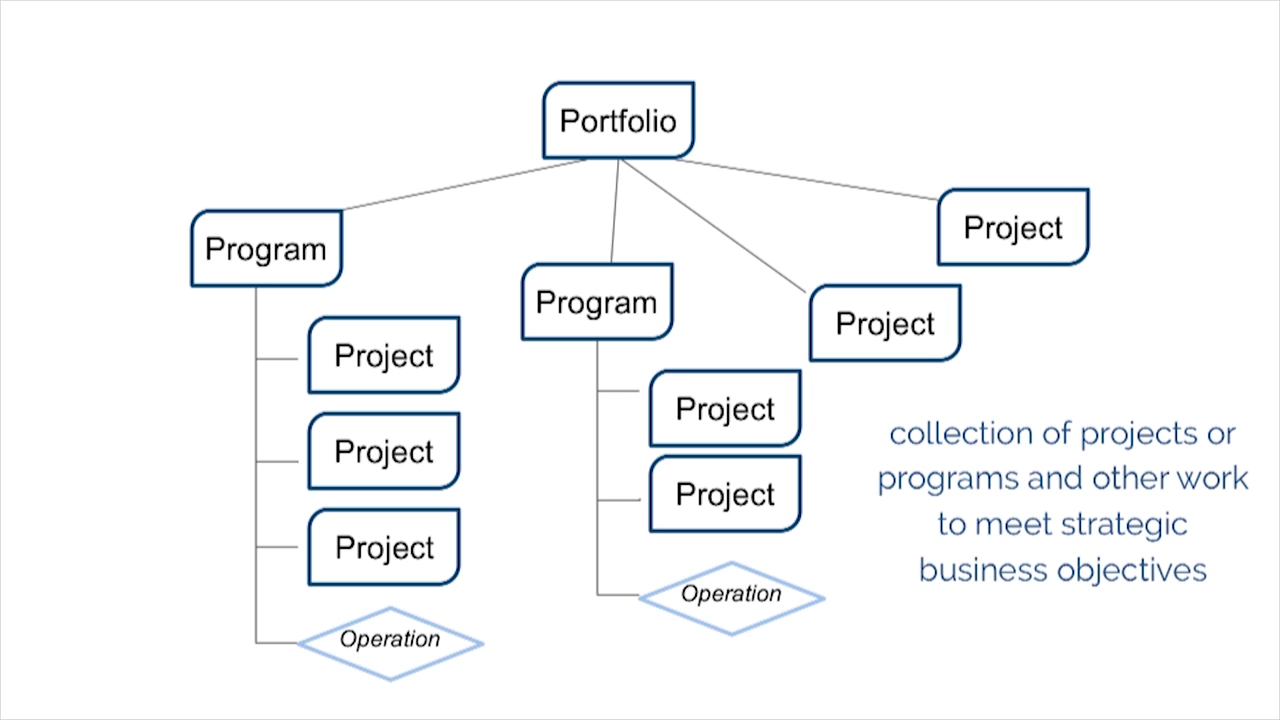 Portfolio
Program
Project
Project
Project
Operation
Program
Project
Project
Operation
Project
Project
collection of projects or
programs and other work
to meet strategic
business objectives